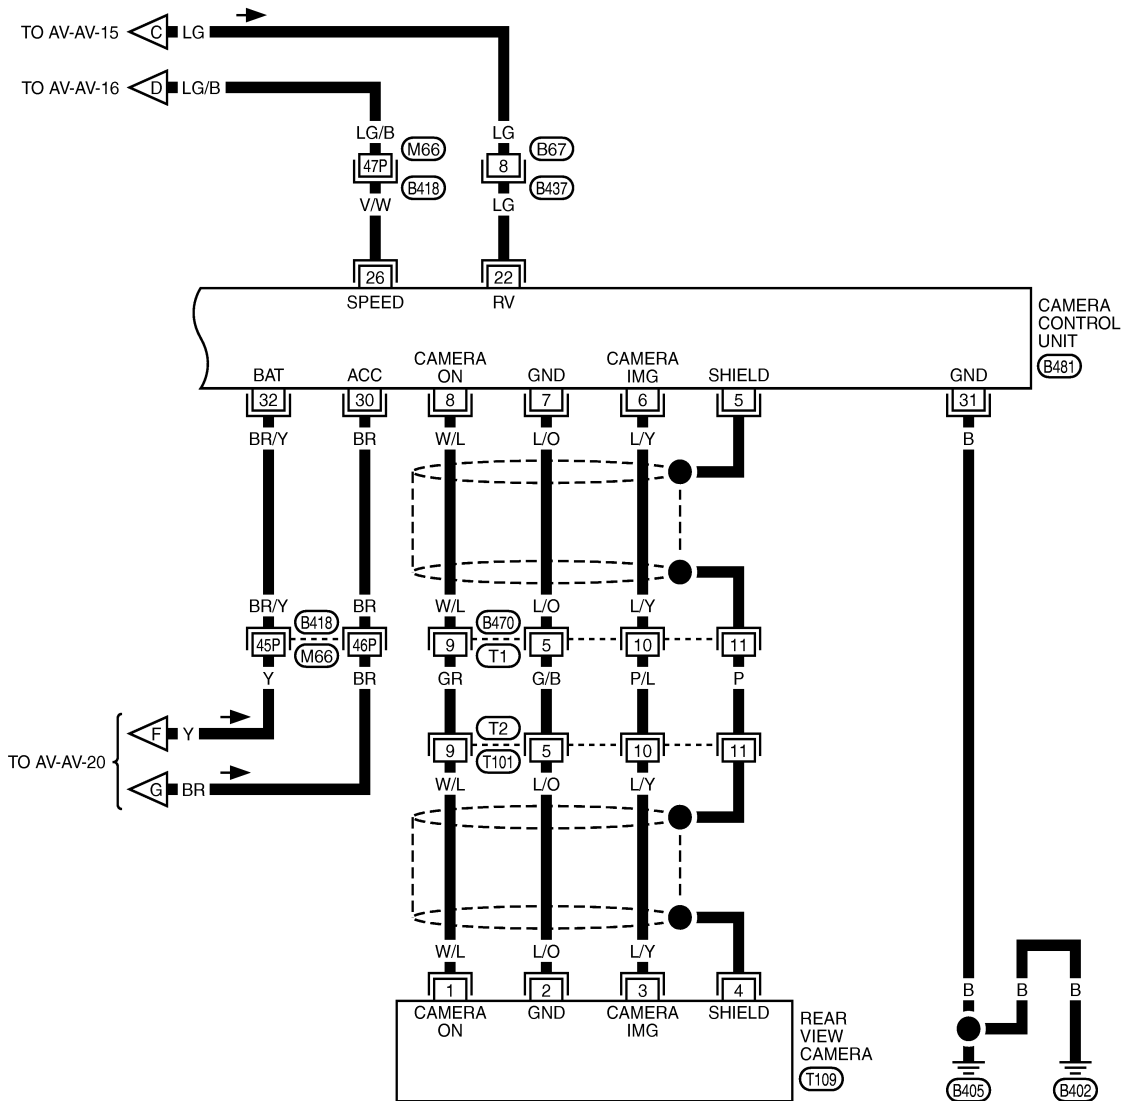 TO AV-AV-15 C LG
TO AV-AV-16 D LG/B
LG/B M66 LG B67
47P 8
B418 B437
V/W LG
26 22
SPEED RV
CAMERA
CONTROL
UNIT
B481
BAT ACC CAMERA
ON GND CAMERA
IMG SHIELD GND
32 30 8 7 6 5 31
BR/Y BR W/L L/O L/Y B
BR/Y B418 BR W/L B470 L/O L/Y
45P 46P 9 5 10 11
M66 T1
Y BR GR G/B P/L P
F Y
TO AV-AV-20
G BR
T2
9 5 10 11
T101
W/L L/O L/Y
W/L L/O L/Y
1 2 3 4
CAMERA
ON GND CAMERA
IMG SHIELD
REAR
VIEW
CAMERA
T109
B B B
B405 B402